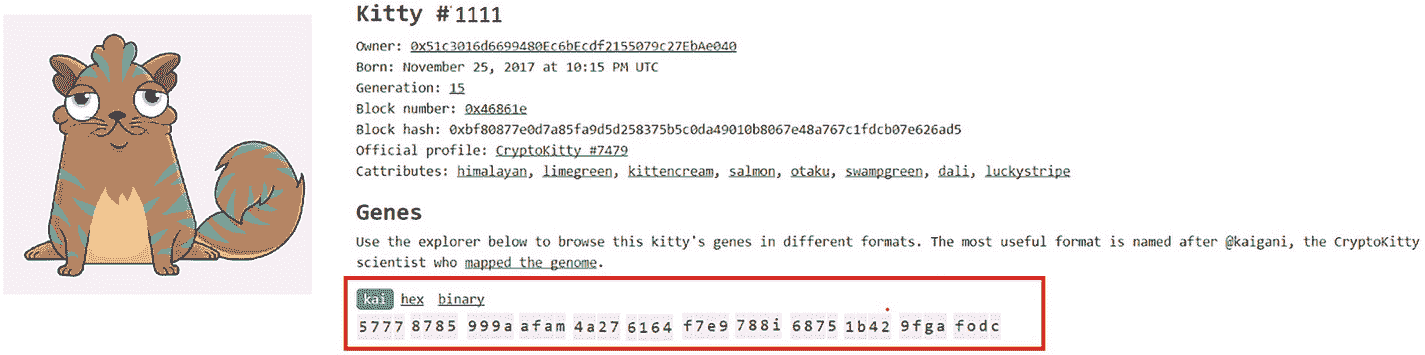 Kitty #1111
Owner: 0x51c3016d6699480Ec6bEcdf2155079c27EbAe040
Born: November 25, 2017 at 10:15 PM UTC
Generation: 15
Block number: 0x46861e
Block hash: 0xbf80877e0d7a85fa9d5d258375b5c0da49010b8067e48a767c1fdcb07e626ad5
Official profile: CryptoKitty #7479
Cattributes: himalayan, limegreen, kittencream, salmon, otaku, swampgreen, dali, luckystripe
Genes
Use the explorer below to browse this kitty's genes in different formats. The most useful format is named after @kaigani, the CryptoKitty
scientist who mapped the genome.
kai hex binary
5777 8785 999a afam 4a27 6164 f7e9 788i 6875 1b42 9fga fodc